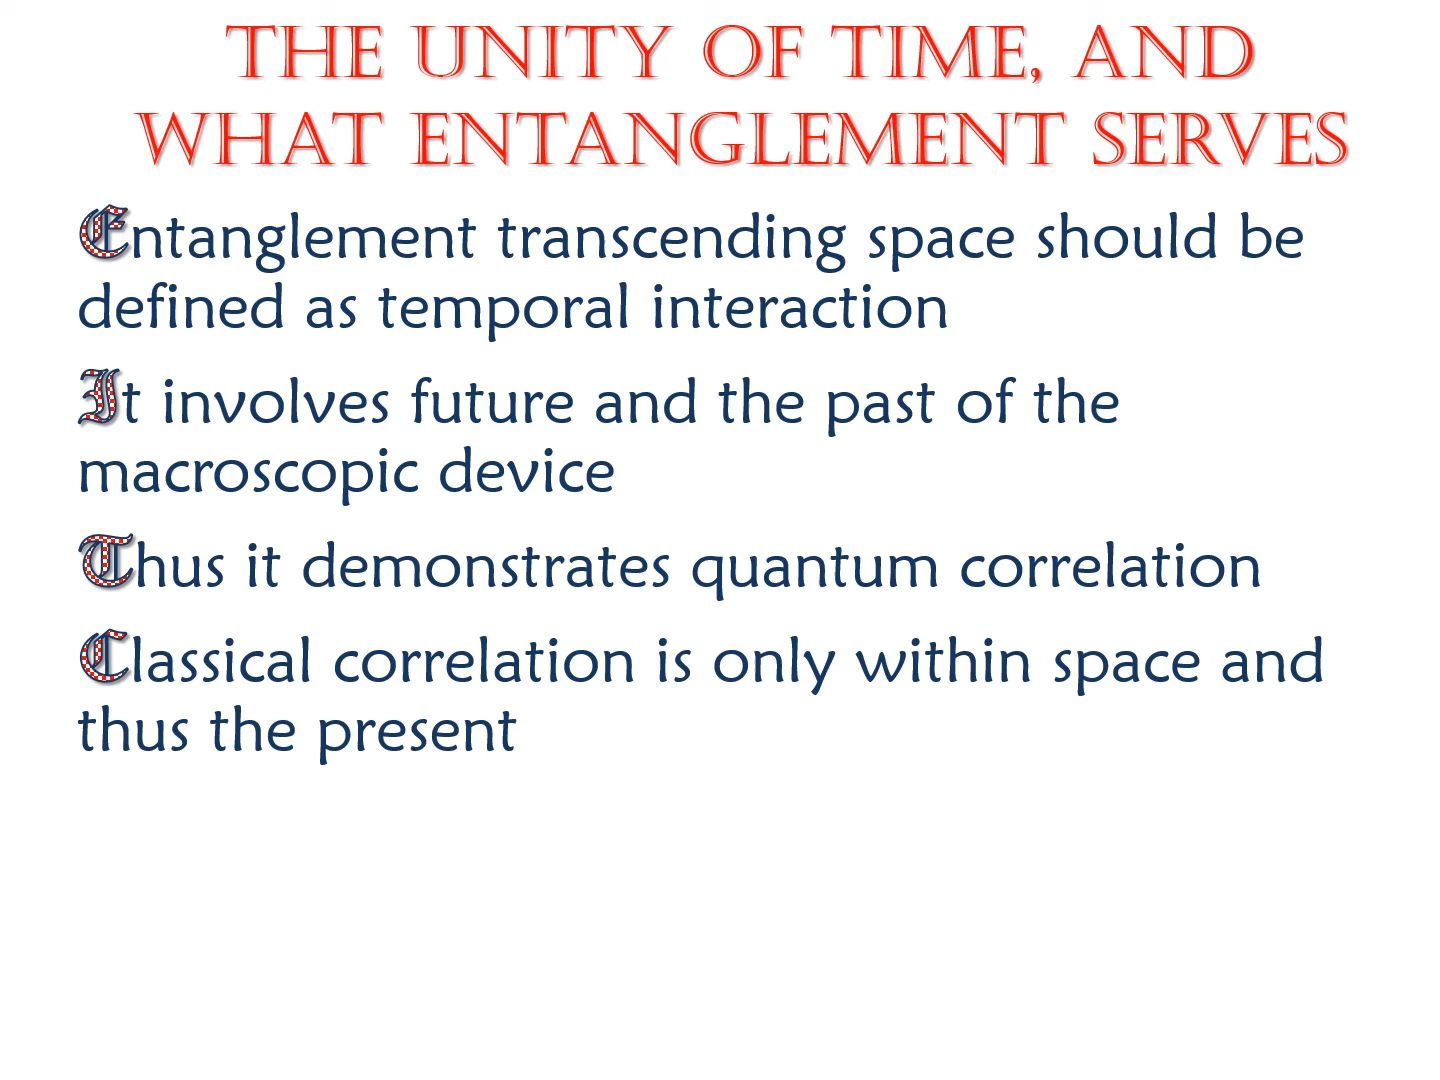 THE UNITY OF TIME, AND
WHAT ENTANGLEMENT SERVES
Entanglement transcending space should be
defined as temporal interaction
It involves future and the past of the
macroscopic device
Thus it demonstrates quantum correlation
Classical correlation is only within space and
thus the present